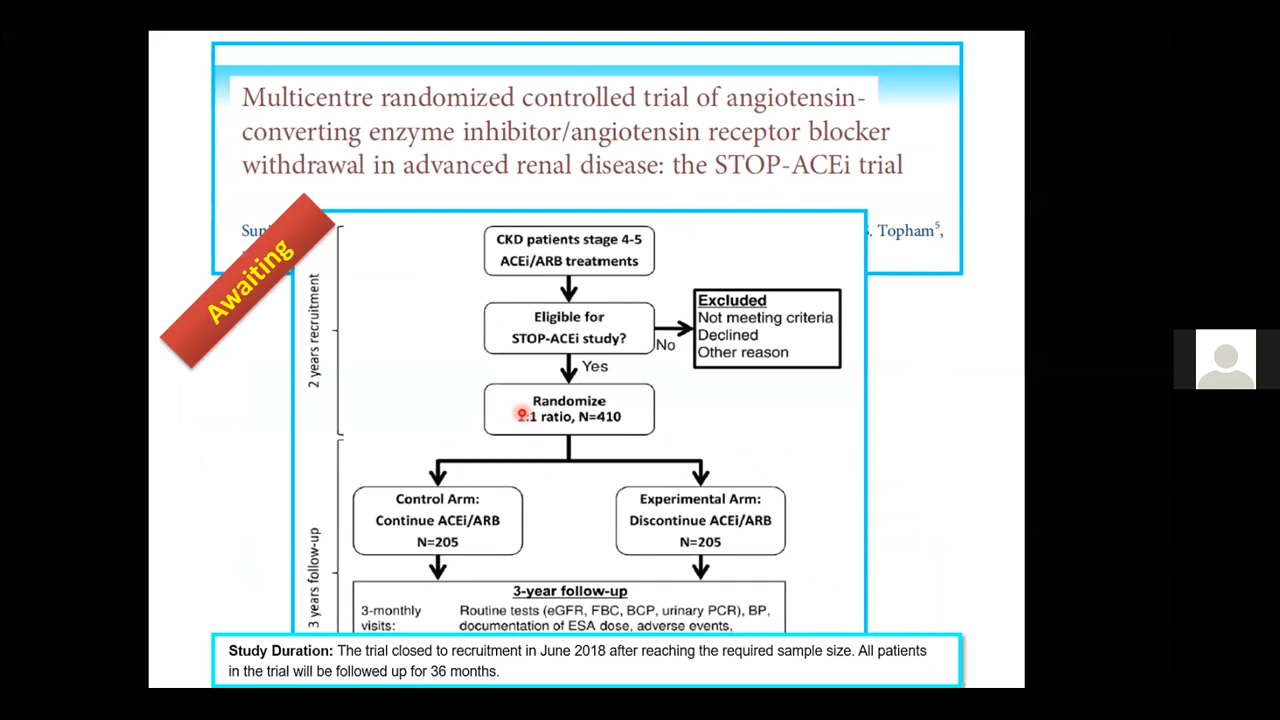 Multicentre randomized controlled trial of angiotensin-
converting enzyme inhibitor/angiotensin receptor blocker
withdrawal in advanced renal disease: the STOP-ACEi trial
S. Topham5,
Awaiting
2 years recruitment
CKD patients stage 4-5
ACEi/ARB treatments
Eligible for
STOP-ACEi study?
No
Excluded
Not meeting criteria
Declined
Other reason
Yes
Randomize
1:1 ratio, N=410
3 years follow-up
Control Arm:
Continue ACEi/ARB
N=205
Experimental Arm:
Discontinue ACEi/ARB
N=205
3-year follow-up
3-monthly
visits:
Routine tests (eGFR, FBC, BCP, urinary PCR), BP,
documentation of ESA dose, adverse events,
Study Duration: The trial closed to recruitment in June 2018 after reaching the required sample size. All patients
in the trial will be followed up for 36 months.